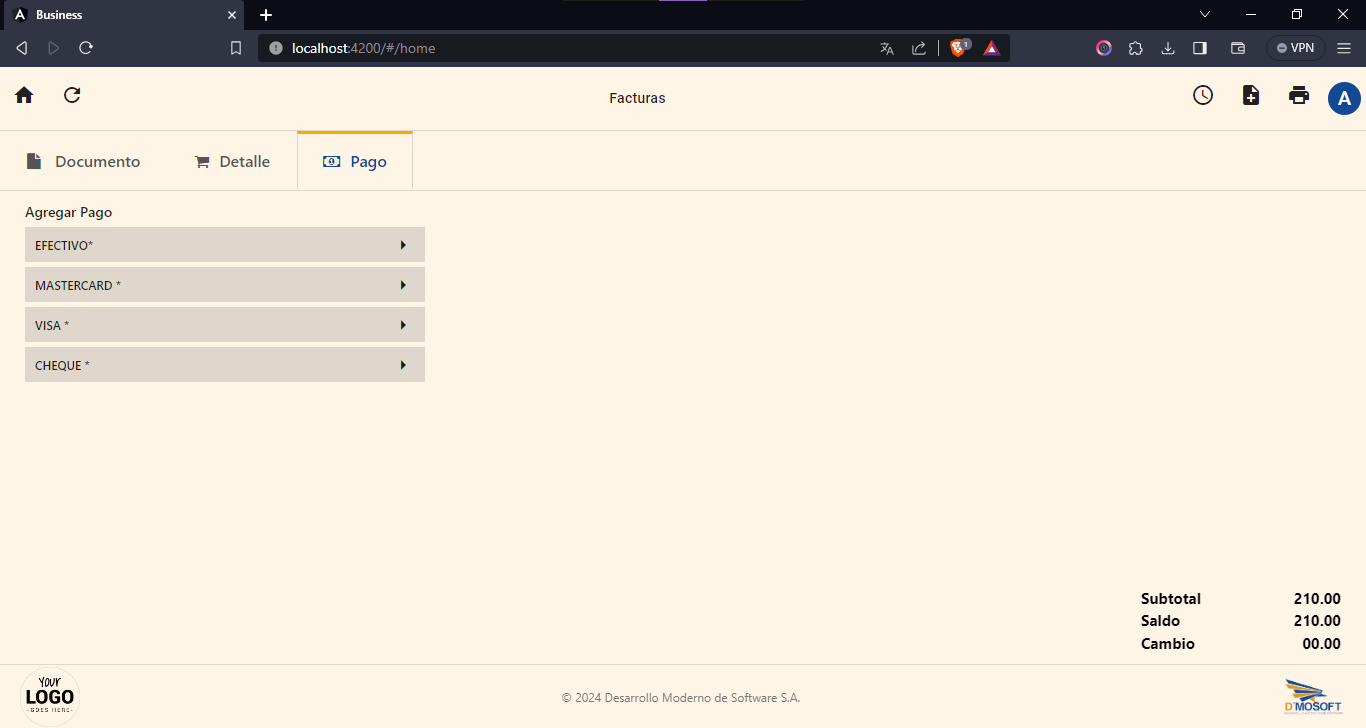 Business
localhost:4200/#/home
1
VPN
Facturas
A
Documento
Detalle
Pago
Agregar Pago
EFECTIVO*
MASTERCARD *
VISA *
CHEQUE *
Subtotal 210.00
Saldo 210.00
Cambio 00.00
YOUR
LOGO
-GOES HERE-
© 2024 Desarrollo Moderno de Software S.A.
D'MOSOFT